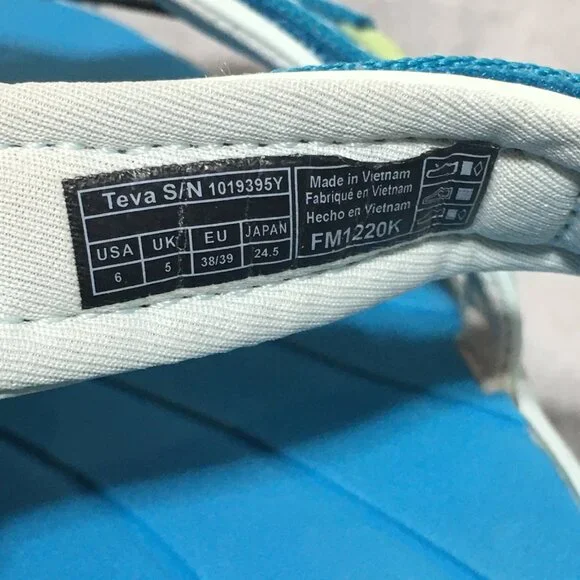 Teva S/N 1019395Y
USA UK EU JAPAN
6 5 38/39 24.5
Made in Vietnam
Fabriqué en Vietnam
Hecho en Vietnam
FM1220K